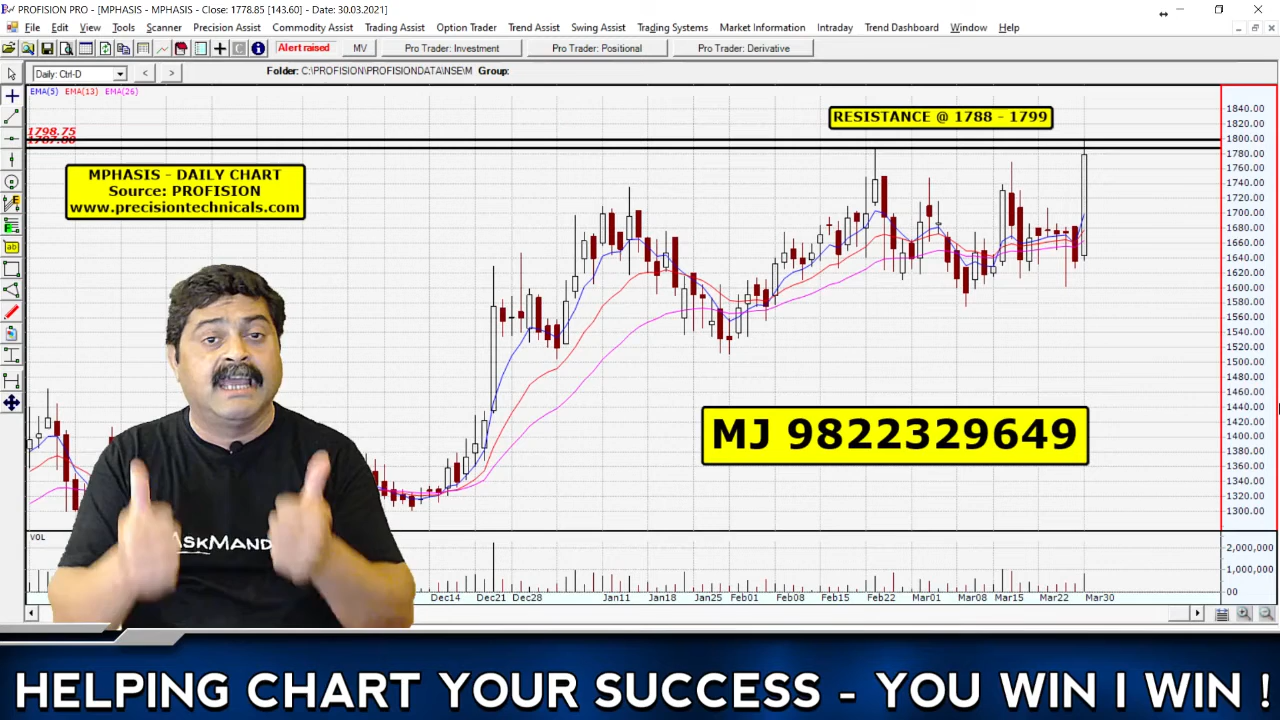 PROFISION PRO - [MPHASIS - MPHASIS - Close: 1778.85 [143.60] - Date: 30.03.2021]
File Edit View Tools Scanner Precision Assist Commodity Assist Trading Assist Option Trader Trend Assist Swing Assist Trading Systems Market Information Intraday Trend Dashboard Window Help
Alert raised MV Pro Trader: Investment Pro Trader: Positional Pro Trader: Derivative
Daily: Ctrl-D < > Folder: C:\PROFISION\PROFISIONDATA\NSE\M Group:
EMA(5) EMA(13) EMA(26)
RESISTANCE @ 1788 - 1799
1798.75
MPHASIS - DAILY CHART
Source: PROFISION
www.precisiontechnicals.com
MJ 9822329649
1840.00
1820.00
1800.00
1780.00
1760.00
1740.00
1720.00
1700.00
1680.00
1660.00
1640.00
1620.00
1600.00
1580.00
1560.00
1540.00
1520.00
1500.00
1480.00
1460.00
1440.00
1420.00
1400.00
1380.00
1360.00
1340.00
1320.00
1300.00
ASKMAND
VOL
2,000,000
1,000,000
00
Dec14 Dec21 Dec28 Jan11 Jan18 Jan25 Feb01 Feb08 Feb15 Feb22 Mar01 Mar08 Mar15 Mar22 Mar30
HELPING CHART YOUR SUCCESS - YOU WIN I WIN !